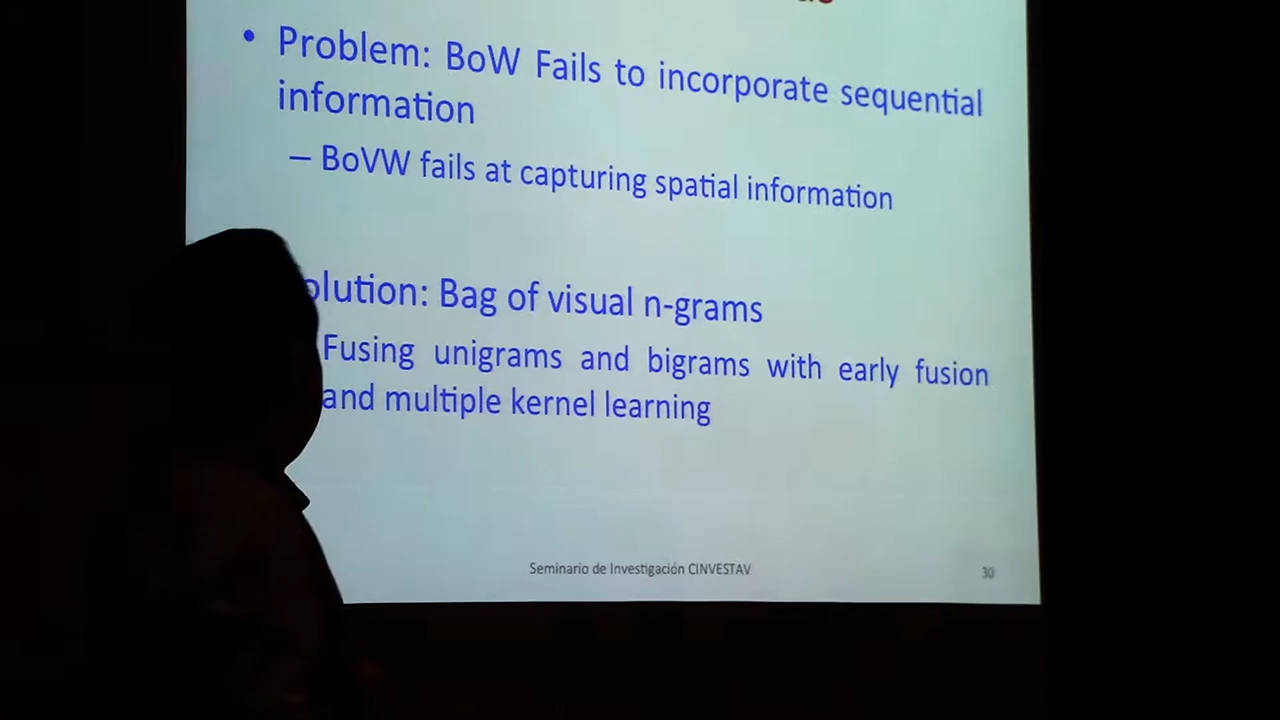 • Problem: BoW Fails to incorporate sequential
information
– BoVW fails at capturing spatial information
olution: Bag of visual n-grams
Fusing unigrams and bigrams with early fusion
and multiple kernel learning
Seminario de Investigación CINVESTAV
30